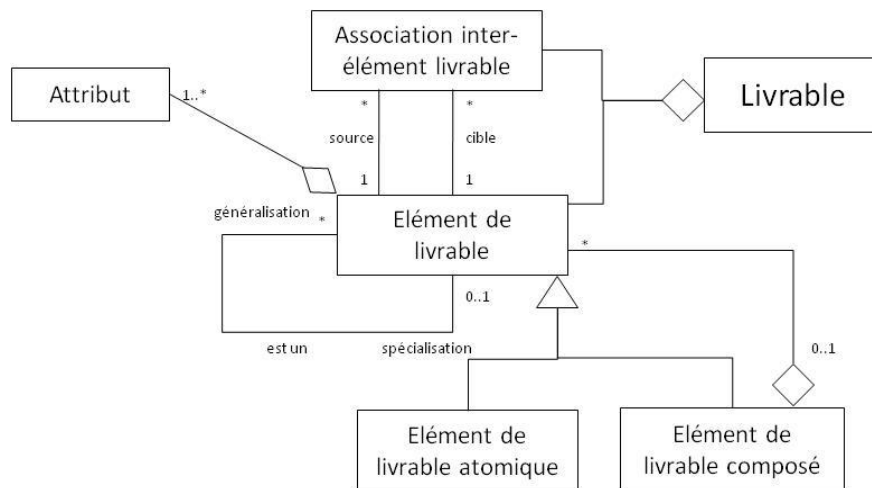 Association inter-
élément livrable
Attribut
Livrable
1..*
*
*
source
cible
1
1
généralisation
*
Elément de
livrable
*
0..1
est un
spécialisation
0..1
Elément de
livrable atomique
Elément de
livrable composé